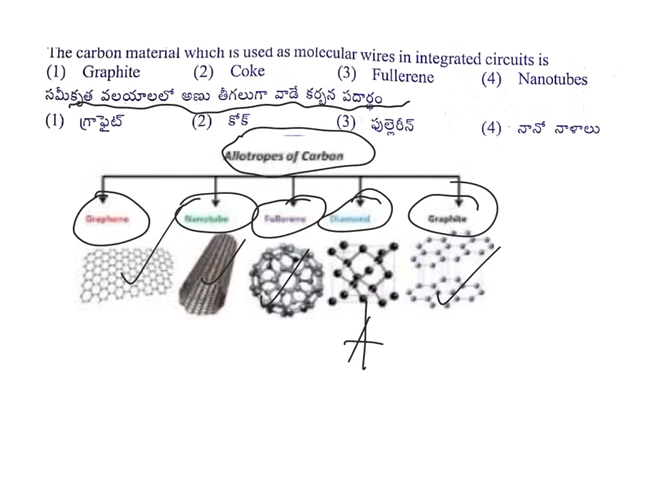 The carbon material which is used as molecular wires in integrated circuits is
(1) Graphite (2) Coke (3) Fullerene (4) Nanotubes
సమీకృత వలయాలలో అణు తీగలుగా వాడే కర్బన పదార్థం
(1) గ్రాఫైట్ (2) కోక్ (3) ఫుల్లెరీన్ (4) నానో నాళాలు
Allotropes of Carbon
Graphene Nanotube Fullerene Diamond Graphite